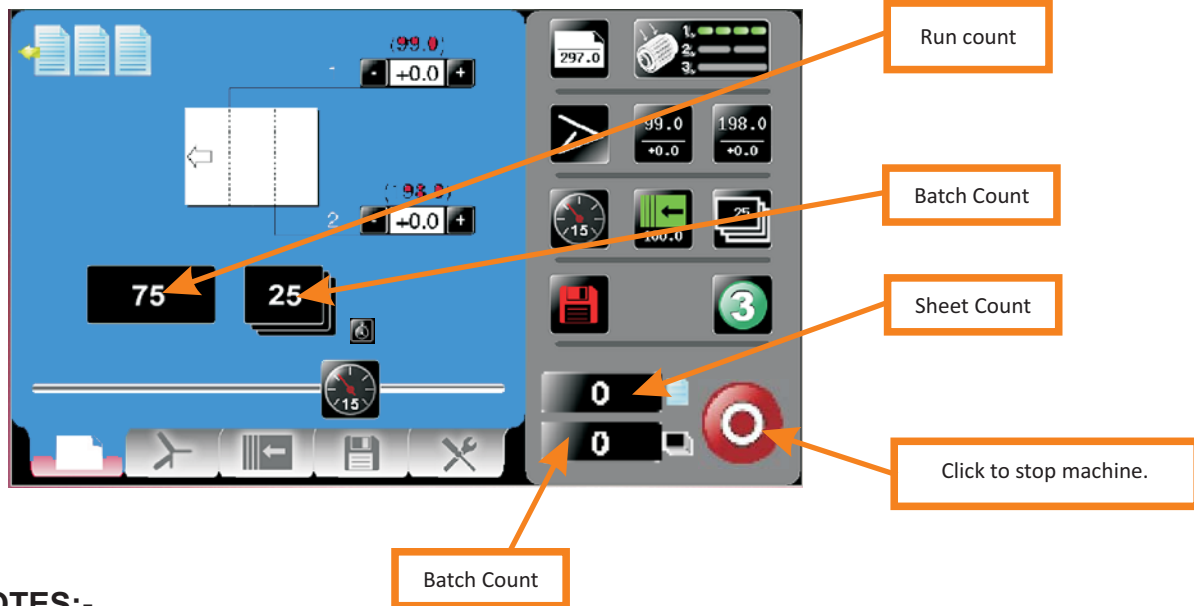 (99.0)
- +0.0 +
2 - +0.0 +
75
25
15
297.0
1.
2.
3.
99.0
+0.0
198.0
+0.0
15
100.0
25
3
0
0
Run count
Batch Count
Sheet Count
Click to stop machine.
Batch Count
OTES:-